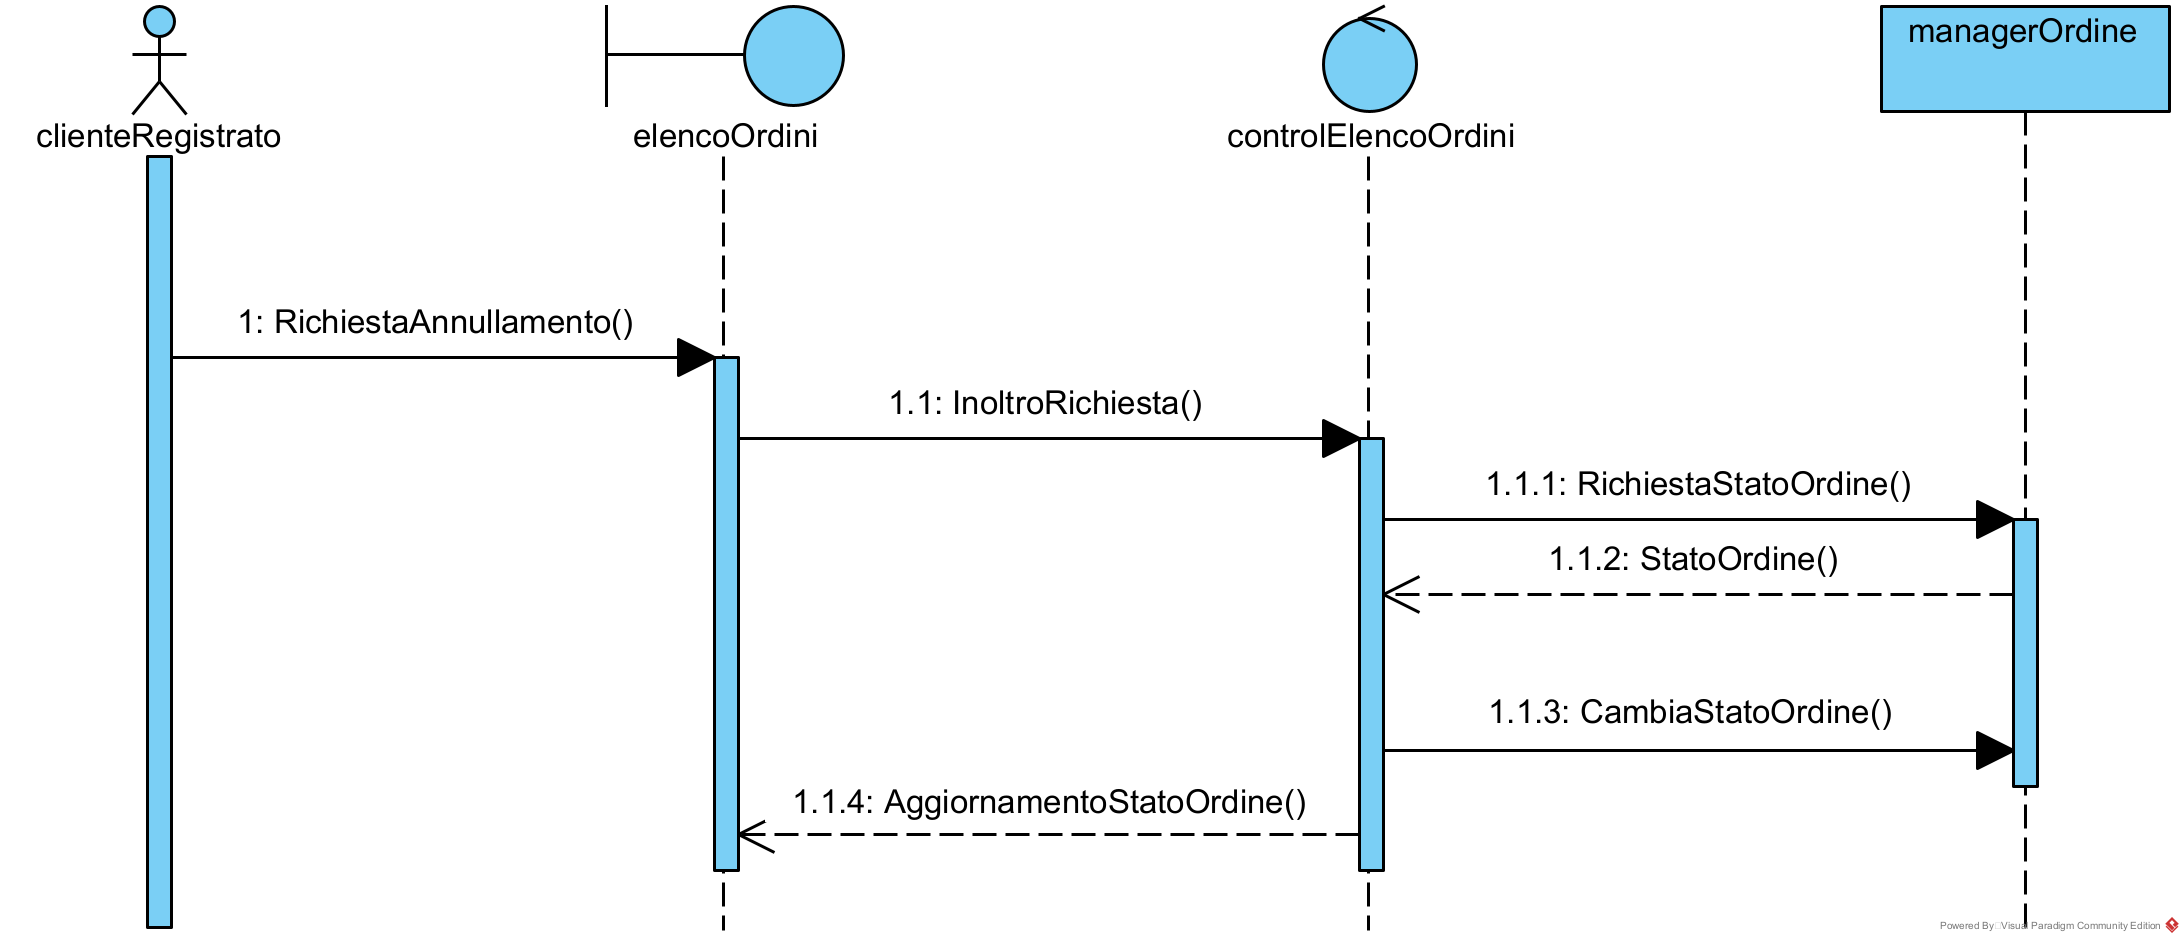 managerOrdine
clienteRegistrato
elencoOrdini
controlElencoOrdini
1: RichiestaAnnullamento()
1.1: InoltroRichiesta()
1.1.1: RichiestaStatoOrdine()
1.1.2: StatoOrdine()
1.1.3: CambiaStatoOrdine()
1.1.4: AggiornamentoStatoOrdine()
Powered By Visual Paradigm Community Edition